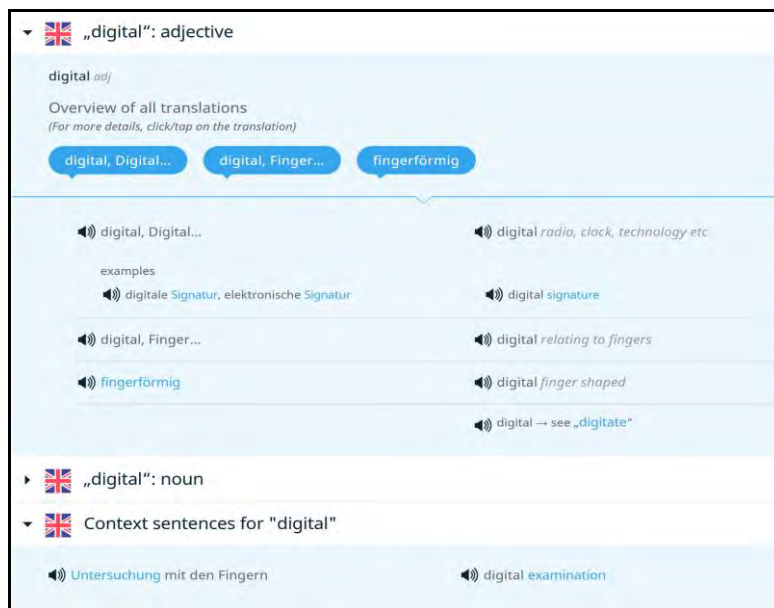 „digital“: adjective
digital adj
Overview of all translations
(For more details, click/tap on the translation)
digital, Digital... digital, Finger... fingerförmig
digital, Digital... digital radio, clock, technology etc
examples
digitale Signatur, elektronische Signatur digital signature
digital, Finger... digital relating to fingers
fingerförmig digital finger shaped
digital → see „digitate“
„digital“: noun
Context sentences for "digital"
Untersuchung mit den Fingern digital examination